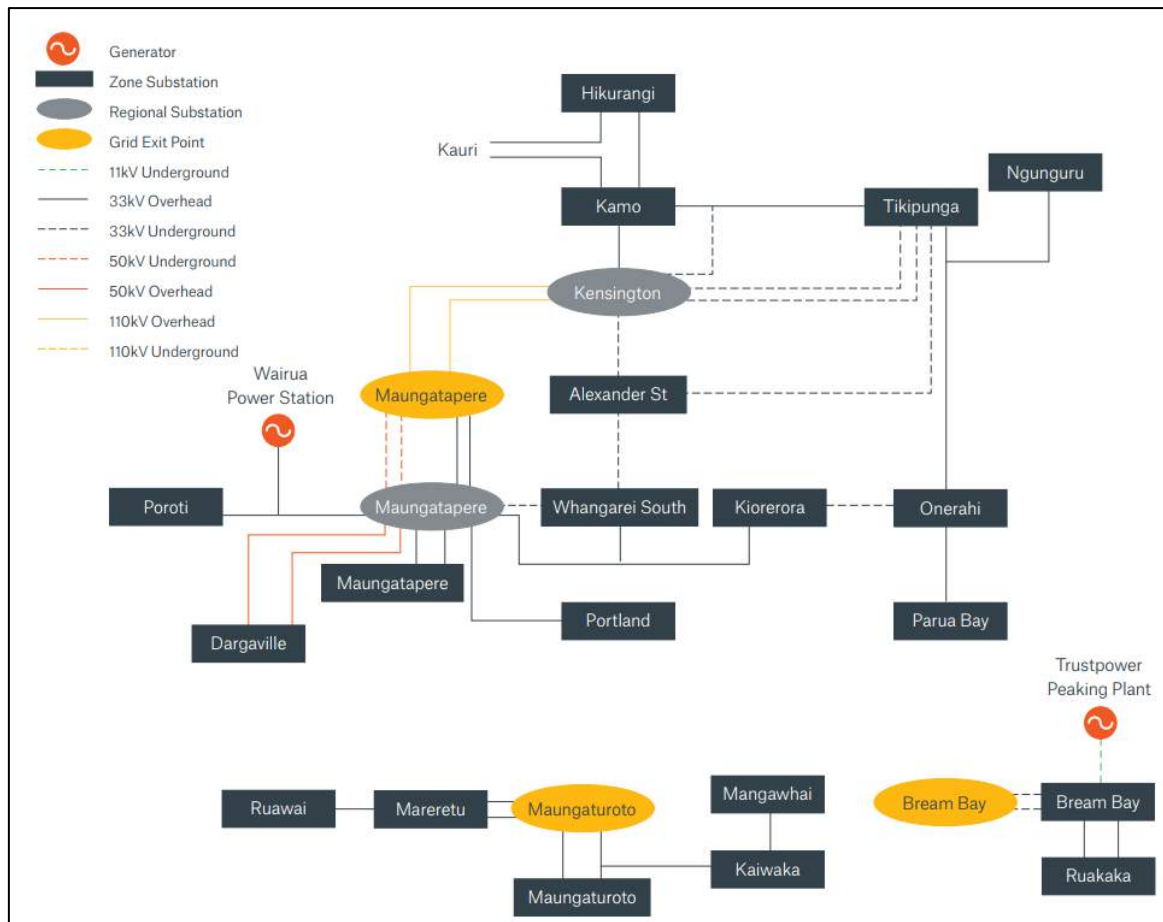 Generator
Zone Substation
Regional Substation
Grid Exit Point
11kV Underground
33kV Overhead
33kV Underground
50kV Underground
50kV Overhead
110kV Overhead
110kV Underground
Hikurangi
Kauri
Ngunguru
Kamo
Tikipunga
Kensington
Wairua
Power Station
Maungatapere
Alexander St
Poroti
Maungatapere
Whangarei South
Kiorerora
Onerahi
Maungatapere
Dargaville
Portland
Parua Bay
Trustpower
Peaking Plant
Ruawai
Mareretu
Maungaturoto
Mangawhai
Bream Bay
Bream Bay
Maungaturoto
Kaiwaka
Ruakaka